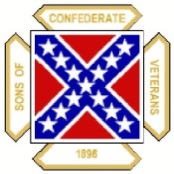 SONS OF
CONFEDERATE
VETERANS
1896